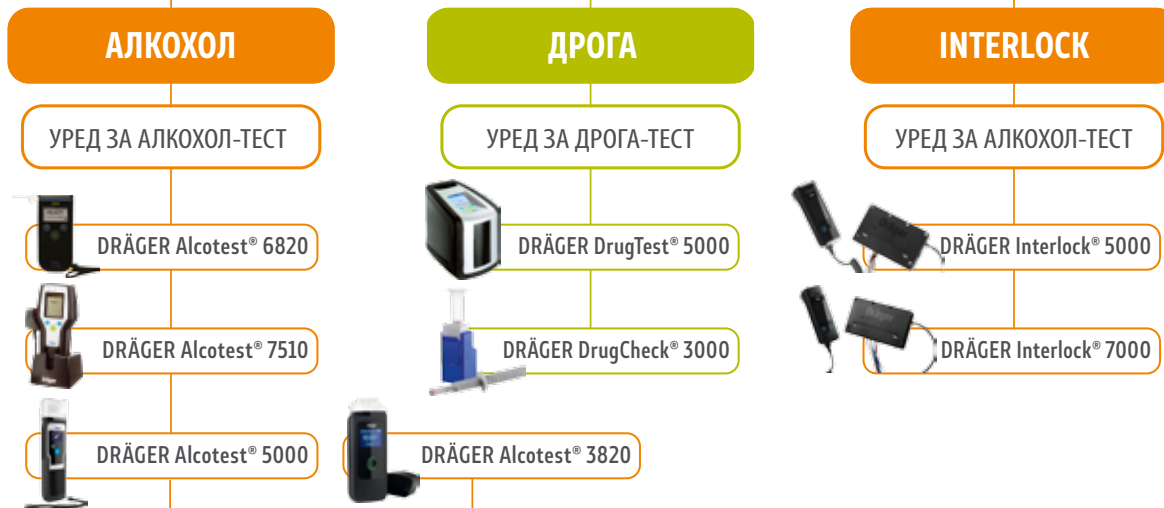 АЛКОХОЛ
УРЕД ЗА АЛКОХОЛ-ТЕСТ
DRÄGER Alcotest® 6820
DRÄGER Alcotest® 7510
DRÄGER Alcotest® 5000
DRÄGER Alcotest® 3820
ДРОГА
УРЕД ЗА ДРОГА-ТЕСТ
DRÄGER DrugTest® 5000
DRÄGER DrugCheck® 3000
INTERLOCK
УРЕД ЗА АЛКОХОЛ-ТЕСТ
DRÄGER Interlock® 5000
Dräger
DRÄGER Interlock® 7000
Dräger